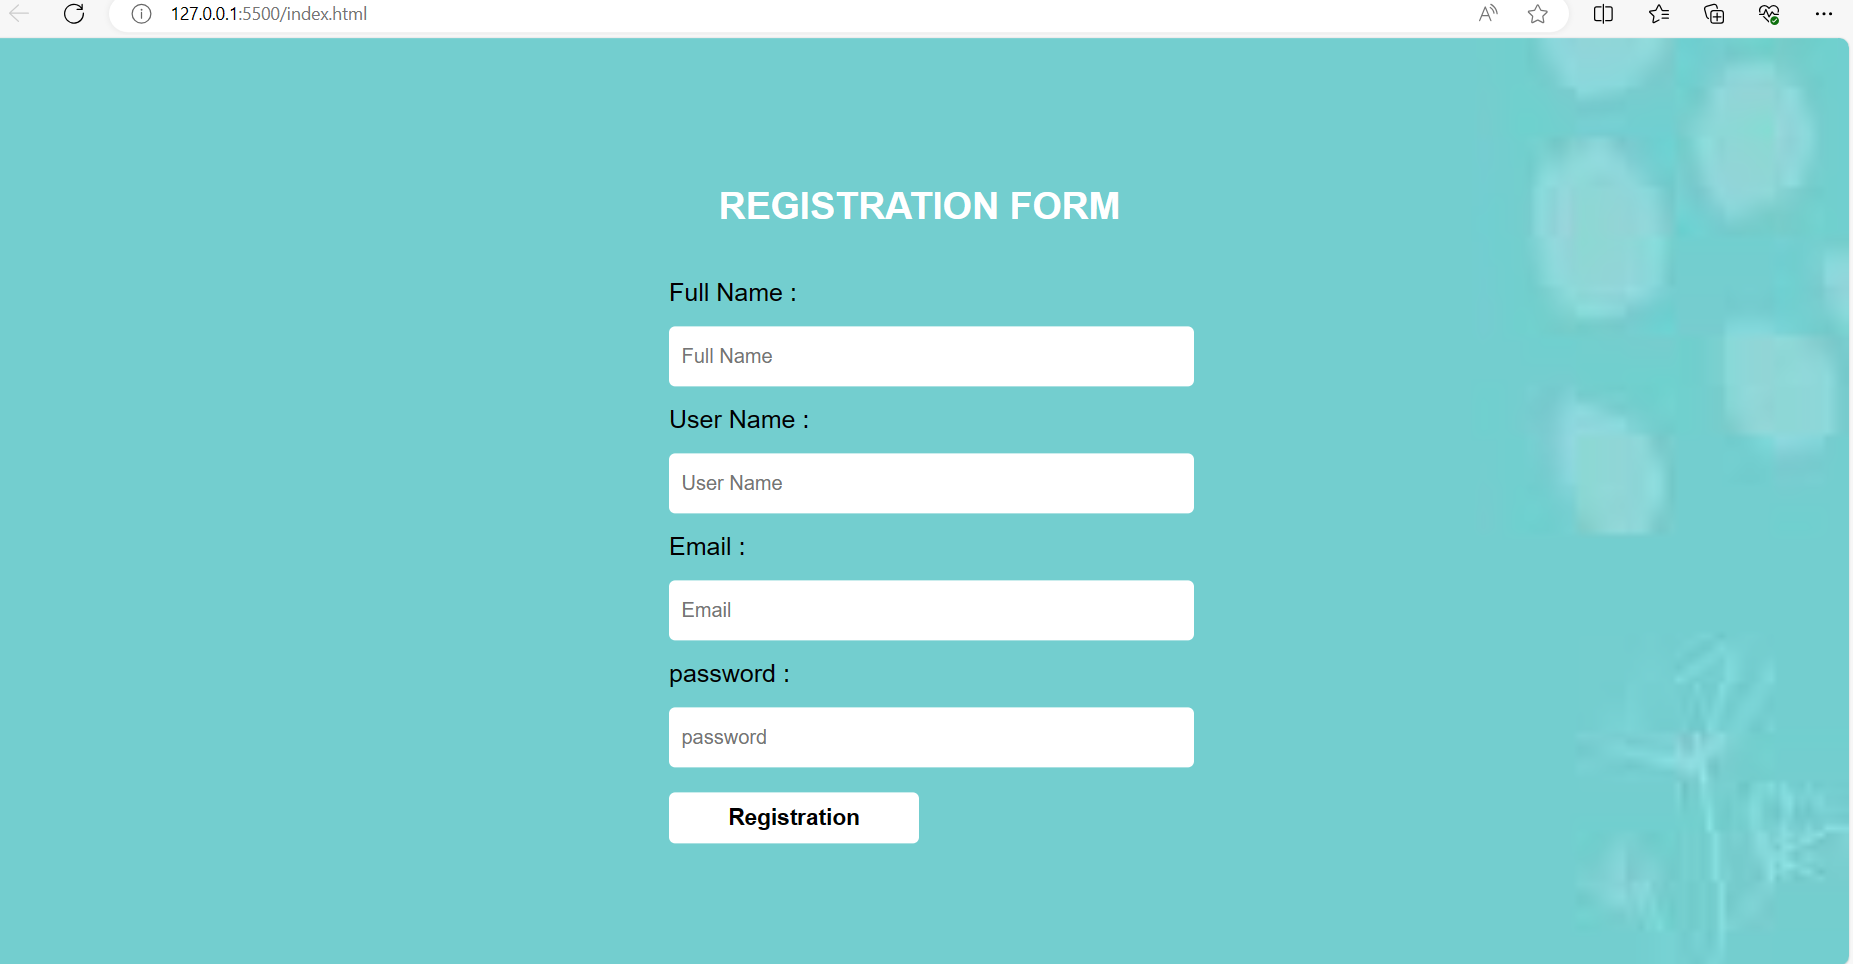 127.0.0.1:5500/index.html
REGISTRATION FORM
Full Name :
Full Name
User Name :
User Name
Email :
Email
password :
password
Registration